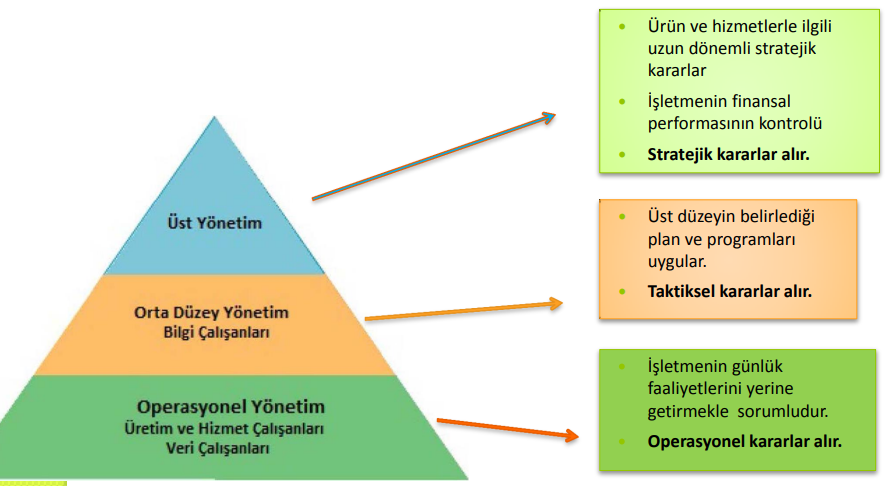 Üst Yönetim
Orta Düzey Yönetim
Bilgi Çalışanları
Operasyonel Yönetim
Üretim ve Hizmet Çalışanları
Veri Çalışanları
• Ürün ve hizmetlerle ilgili
uzun dönemli stratejik
kararlar
• İşletmenin finansal
performasının kontrolü
• Stratejik kararlar alır.
• Üst düzeyin belirlediği
plan ve programları
uygular.
• Taktiksel kararlar alır.
• İşletmenin günlük
faaliyetlerini yerine
getirmekle sorumludur.
• Operasyonel kararlar alır.